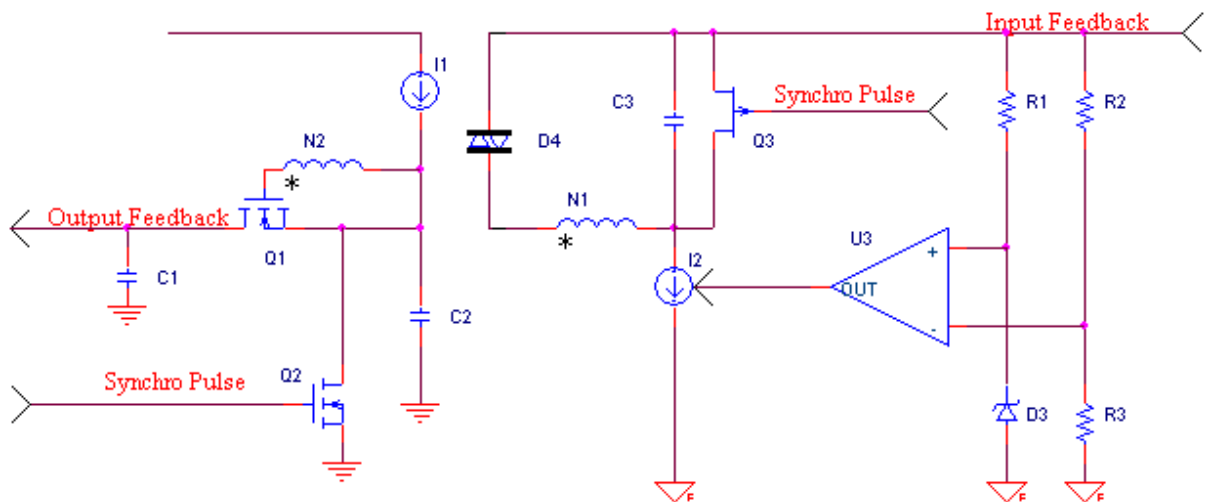 Input Feedback
I1
C3
Synchro Pulse
R1
R2
Q3
D4
N2
*
N1
*
Output Feedback
Q1
C1
U3
+
I2
OUT
-
C2
Q2
Synchro Pulse
D3
R3
F
F
F